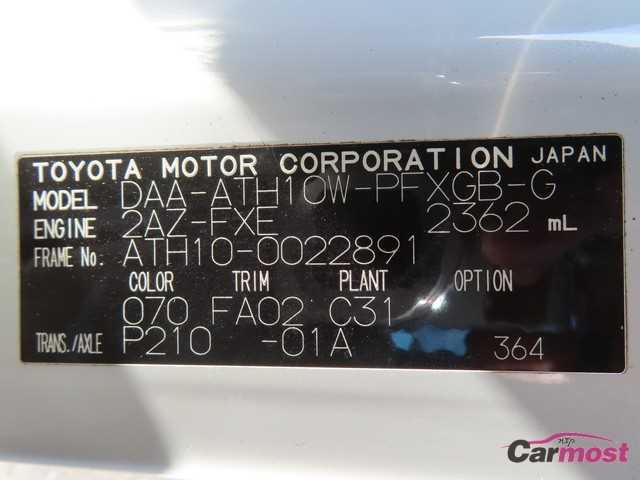 TOYOTA MOTOR CORPORATION JAPAN
MODEL DAA-ATH10W-PFXGB-G
ENGINE 2AZ-FXE 2362 mL
FRAME No. ATH10-0022891
COLOR TRIM PLANT OPTION
070 FA02 C31
TRANS./AXLE P210 -01A 364
Carmost